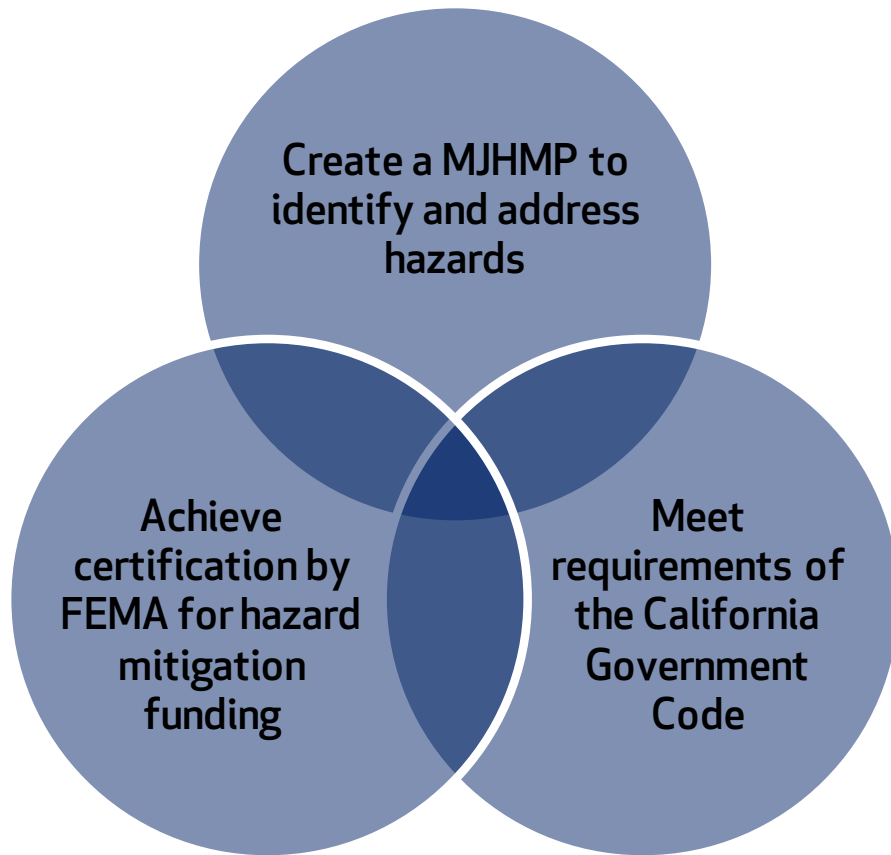 Create a MJHMP to
identify and address
hazards
Achieve
certification by
FEMA for hazard
mitigation
funding
Meet
requirements of
the California
Government
Code